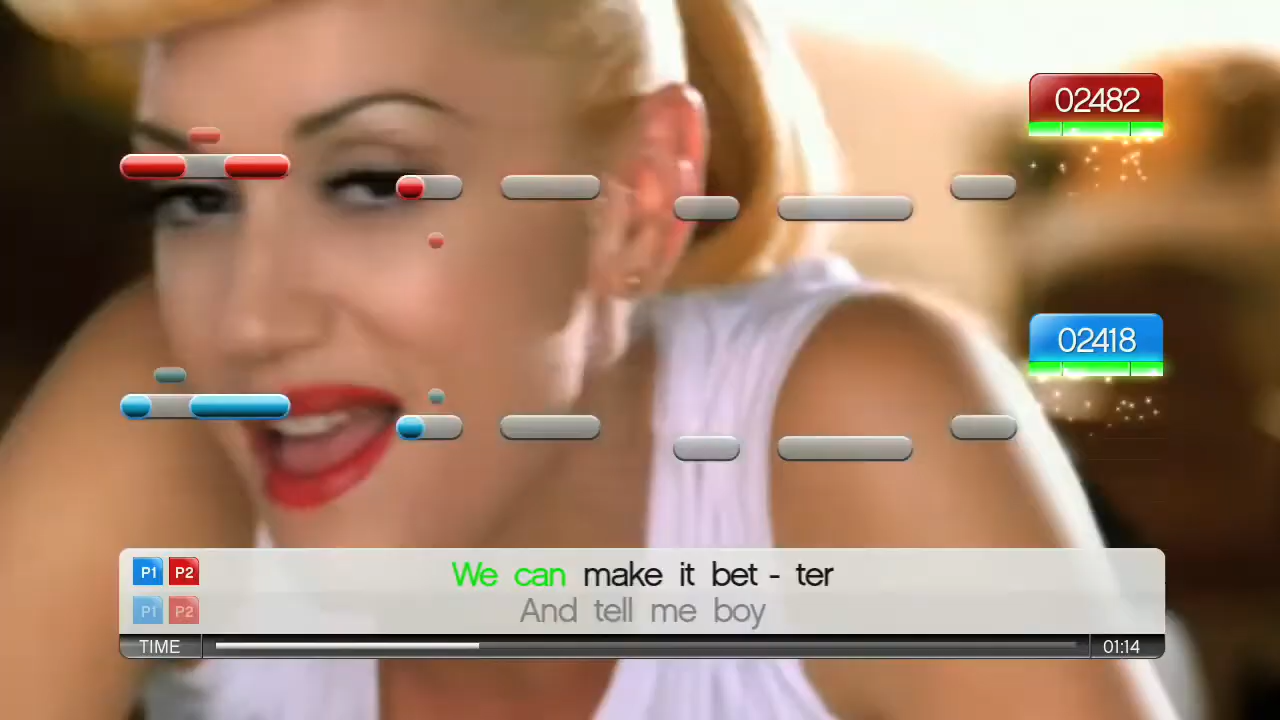 02482
02418
P1 P2 We can make it bet - ter
P1 P2 And tell me boy
TIME 01:14